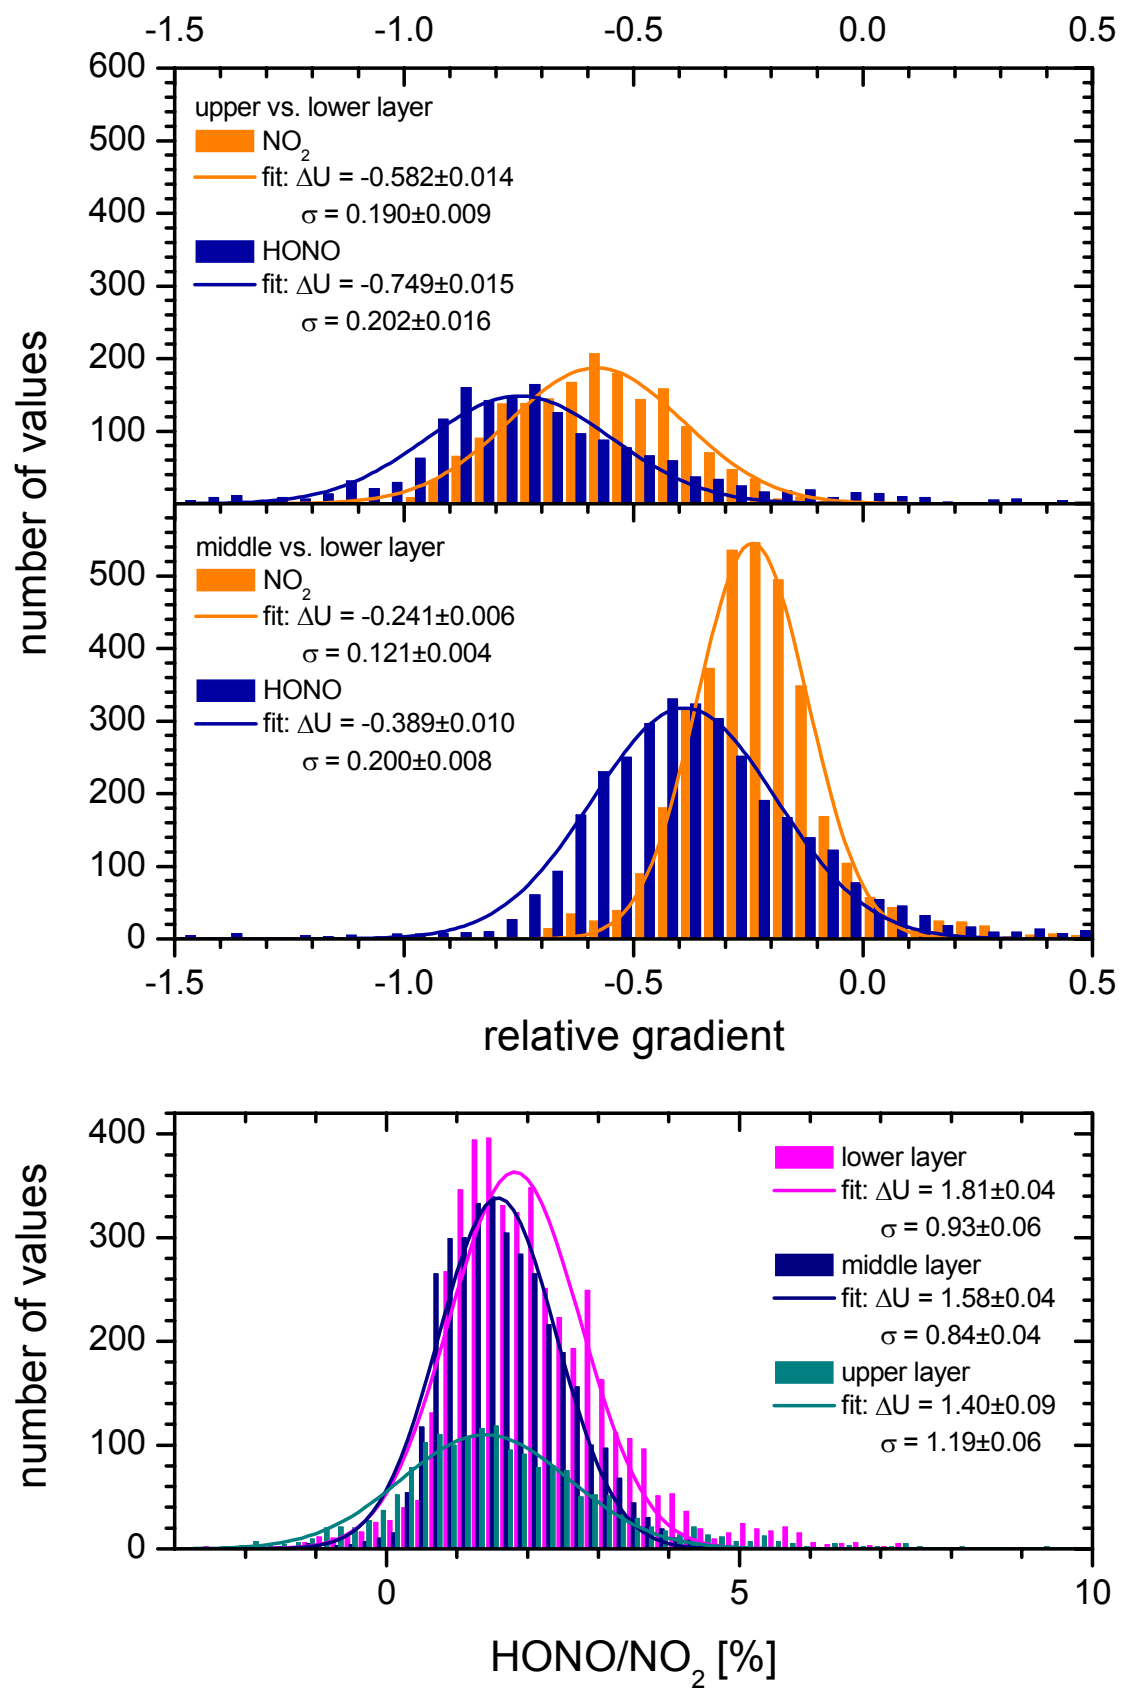 -1.5 -1.0 -0.5 0.0 0.5
600
500
400
300
200
100
upper vs. lower layer
NO₂
fit: ΔU = -0.582±0.014
σ = 0.190±0.009
HONO
fit: ΔU = -0.749±0.015
σ = 0.202±0.016
number of values
500
400
300
200
100
0
middle vs. lower layer
NO₂
fit: ΔU = -0.241±0.006
σ = 0.121±0.004
HONO
fit: ΔU = -0.389±0.010
σ = 0.200±0.008
-1.5 -1.0 -0.5 0.0 0.5
relative gradient
400
300
200
100
0
number of values
lower layer
fit: ΔU = 1.81±0.04
σ = 0.93±0.06
middle layer
fit: ΔU = 1.58±0.04
σ = 0.84±0.04
upper layer
fit: ΔU = 1.40±0.09
σ = 1.19±0.06
0 5 10
HONO/NO₂ [%]